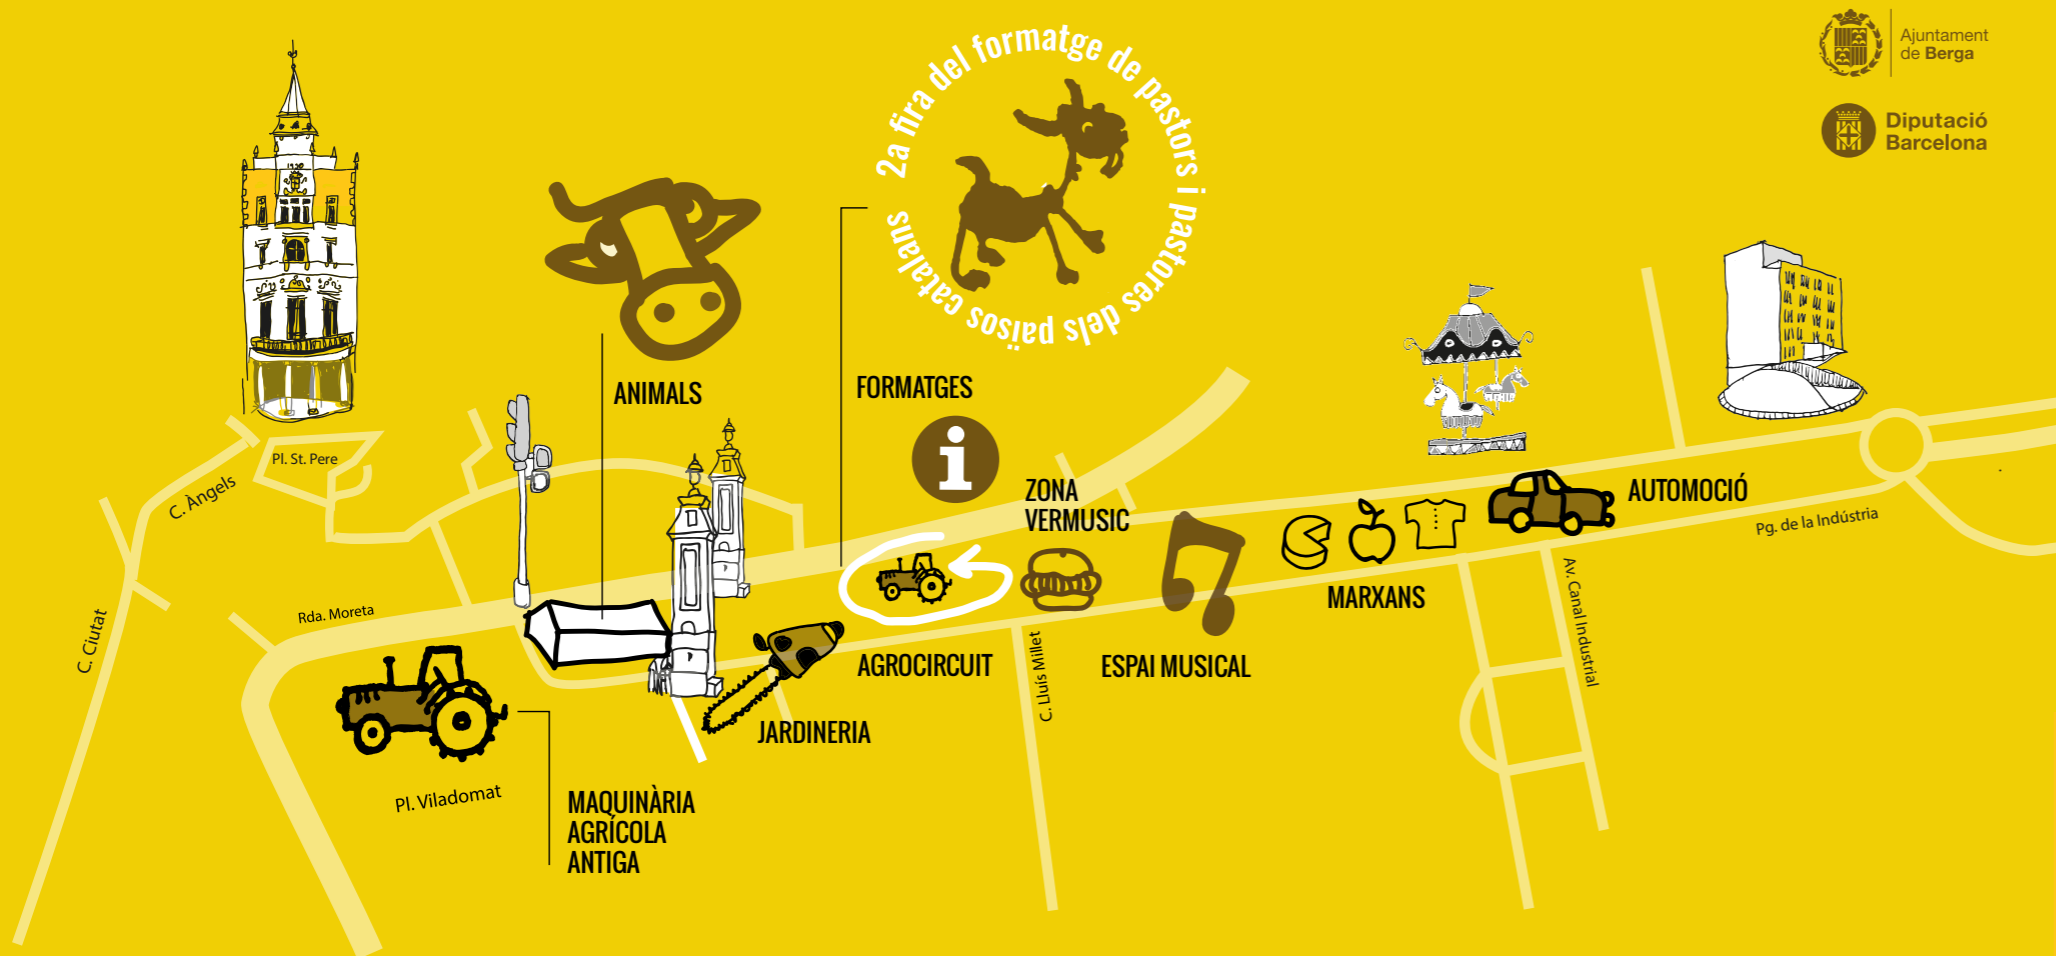 Ajuntament
de Berga
Diputació
Barcelona
2a fira del formatge de pastors i pastores dels països catalans
1930
ANIMALS
FORMATGES
i
Pl. St. Pere
C. Àngels
ZONA
VERMUSIC
AUTOMOCIÓ
Pg. de la Indústria
Rda. Moreta
C. Ciutat
MARXANS
Av. Canal Industrial
AGROCIRCUIT
C. Lluís Millet
ESPAI MUSICAL
JARDINERIA
Pl. Viladomat
MAQUINÀRIA
AGRÍCOLA
ANTIGA